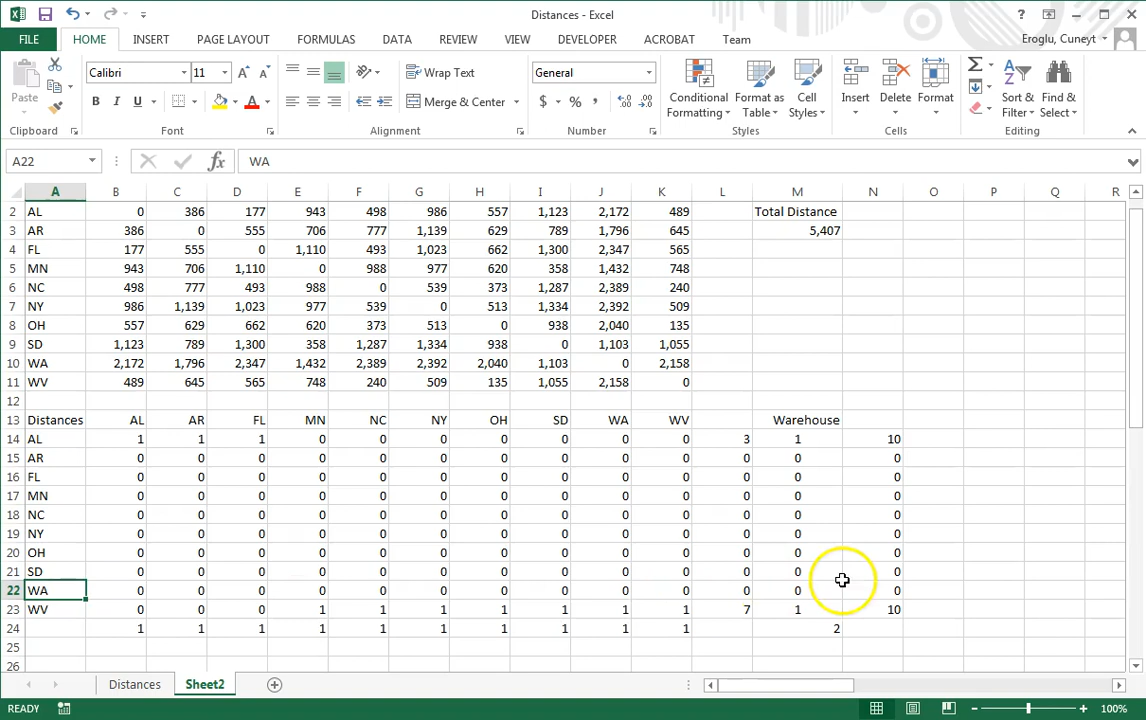 Distances - Excel
FILE HOME INSERT PAGE LAYOUT FORMULAS DATA REVIEW VIEW DEVELOPER ACROBAT Team Eroglu, Cuneyt
Paste Calibri 11 A A Wrap Text General Conditional Formatting Format as Table Cell Styles Insert Delete Format Sort & Filter Find & Select
B I U A Merge & Center $ % , .00
Clipboard Font Alignment Number Styles Cells Editing
A22 fx WA
A B C D E F G H I J K L M N O P Q R
2 AL 0 386 177 943 498 986 557 1,123 2,172 489 Total Distance
3 AR 386 0 555 706 777 1,139 629 789 1,796 645 5,407
4 FL 177 555 0 1,110 493 1,023 662 1,300 2,347 565
5 MN 943 706 1,110 0 988 977 620 358 1,432 748
6 NC 498 777 493 988 0 539 373 1,287 2,389 240
7 NY 986 1,139 1,023 977 539 0 513 1,334 2,392 509
8 OH 557 629 662 620 373 513 0 938 2,040 135
9 SD 1,123 789 1,300 358 1,287 1,334 938 0 1,103 1,055
10 WA 2,172 1,796 2,347 1,432 2,389 2,392 2,040 1,103 0 2,158
11 WV 489 645 565 748 240 509 135 1,055 2,158 0
12
13 Distances AL AR FL MN NC NY OH SD WA WV Warehouse
14 AL 1 1 1 0 0 0 0 0 0 0 3 1 10
15 AR 0 0 0 0 0 0 0 0 0 0 0 0 0
16 FL 0 0 0 0 0 0 0 0 0 0 0 0 0
17 MN 0 0 0 0 0 0 0 0 0 0 0 0 0
18 NC 0 0 0 0 0 0 0 0 0 0 0 0 0
19 NY 0 0 0 0 0 0 0 0 0 0 0 0 0
20 OH 0 0 0 0 0 0 0 0 0 0 0 0 0
21 SD 0 0 0 0 0 0 0 0 0 0 0 0 0
22 WA 0 0 0 0 0 0 0 0 0 0 0 0 0
23 WV 0 0 0 1 1 1 1 1 1 1 7 1 10
24 1 1 1 1 1 1 1 1 1 1 2
25
26
Distances Sheet2
READY 100%